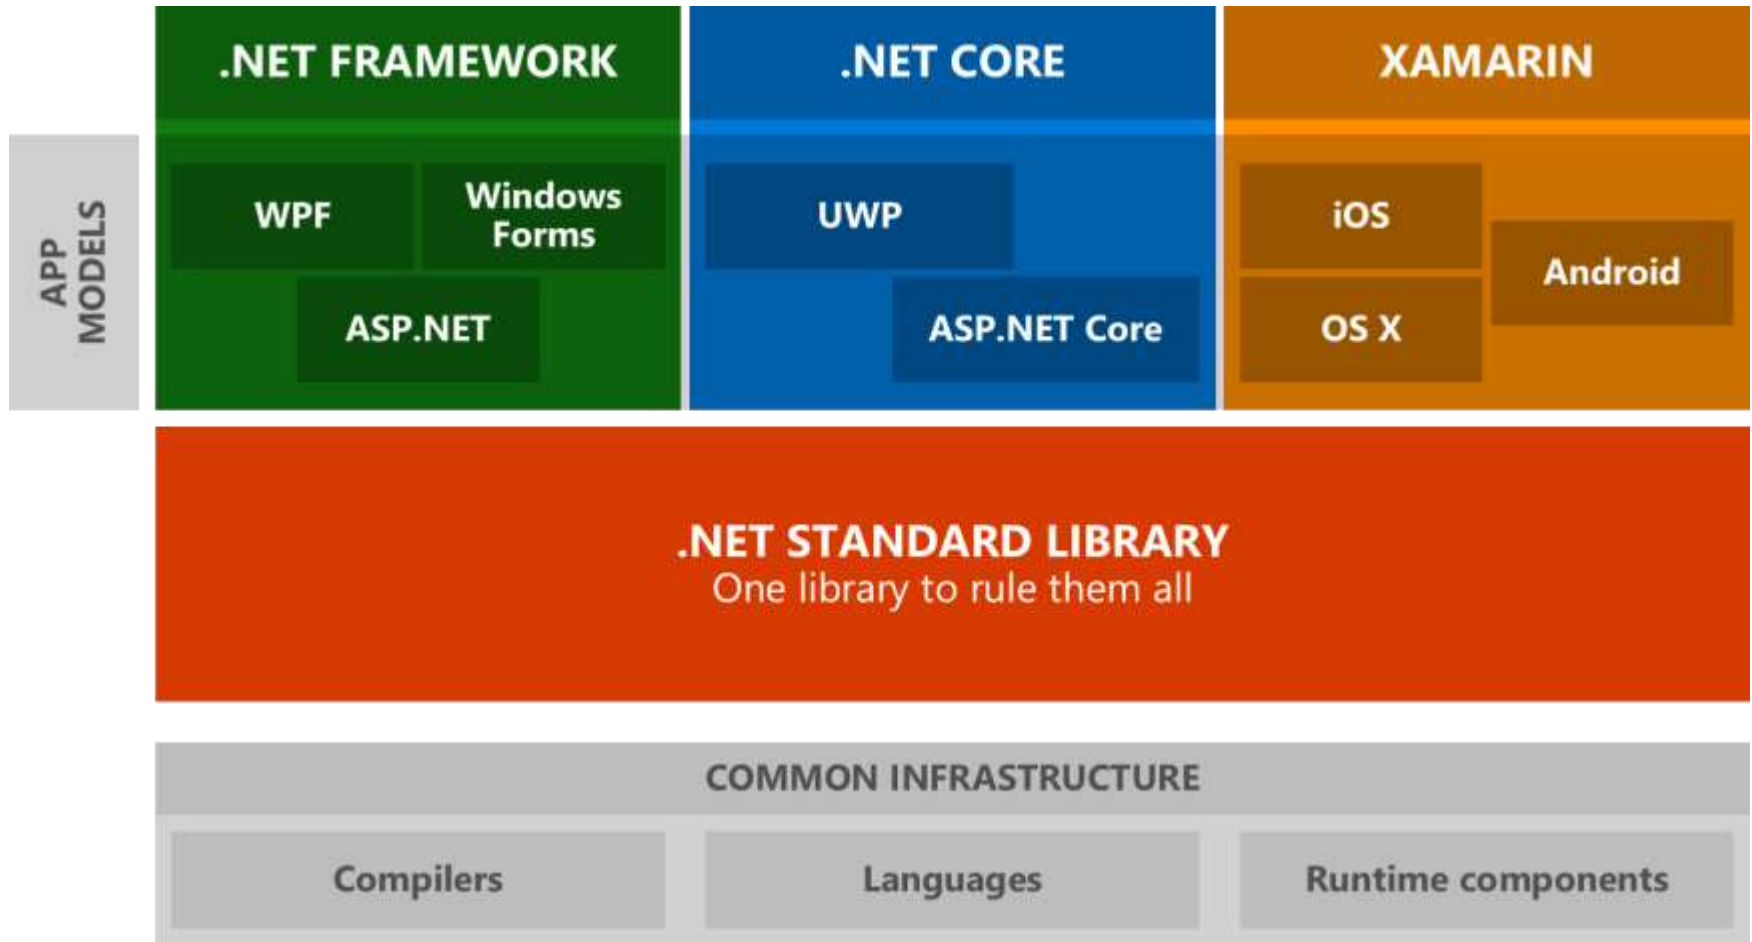 .NET FRAMEWORK
.NET CORE
XAMARIN
APP
MODELS
WPF
Windows
Forms
ASP.NET
UWP
ASP.NET Core
iOS
OS X
Android
.NET STANDARD LIBRARY
One library to rule them all
COMMON INFRASTRUCTURE
Compilers
Languages
Runtime components